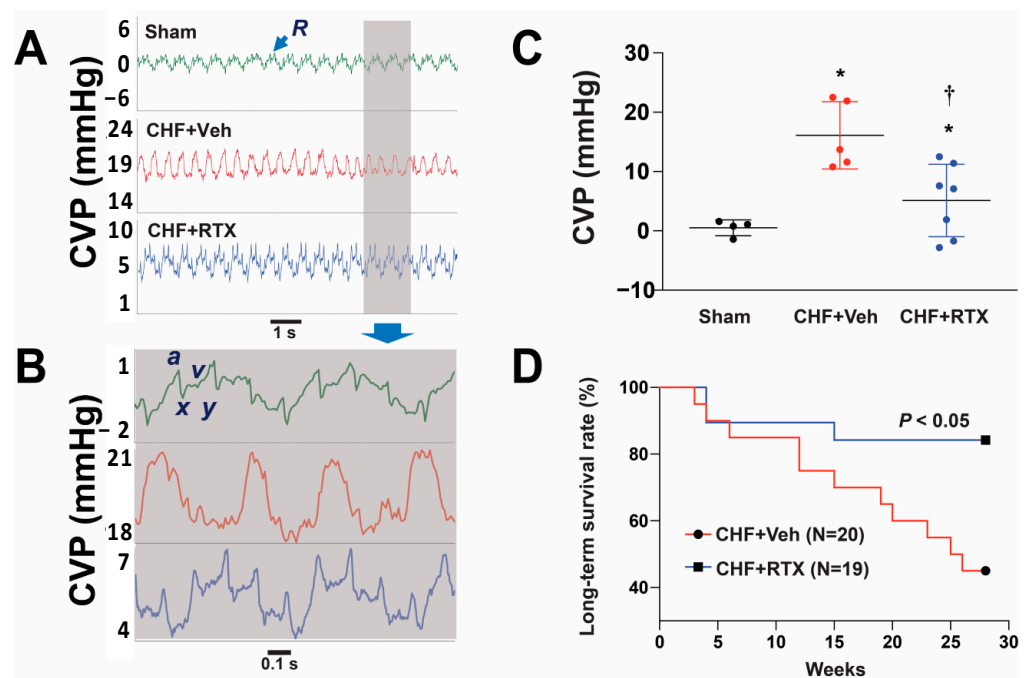 A
CVP (mmHg)
6
0
−6
Sham
R
24
19
14
CHF+Veh
10
5
1
CHF+RTX
1 s
B
CVP (mmHg)
1
−2
a
v
x y
21
18
7
4
0.1 s
C
CVP (mmHg)
30
20
10
0
−10
*
†
*
Sham
CHF+Veh
CHF+RTX
D
Long-term survival rate (%)
100
80
60
40
P < 0.05
CHF+Veh (N=20)
CHF+RTX (N=19)
0 5 10 15 20 25 30
Weeks